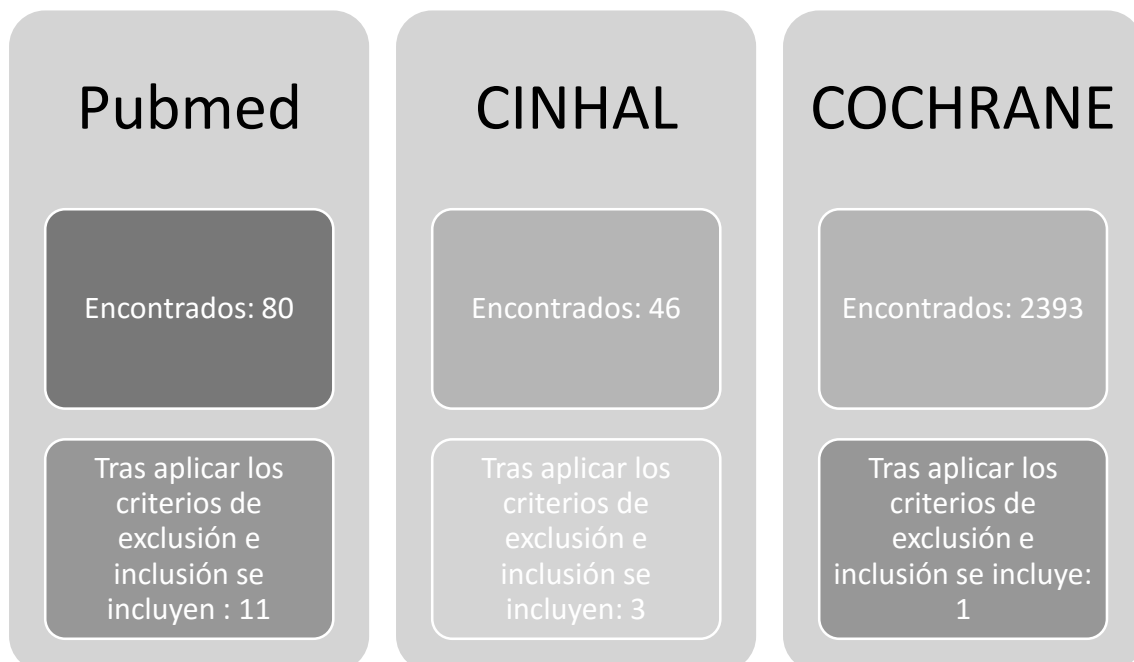 Pubmed
Encontrados: 80
Tras aplicar los
criterios de
exclusión e
inclusión se
incluyen : 11
CINHAL
Encontrados: 46
Tras aplicar los
criterios de
exclusión e
inclusión se
incluyen: 3
COCHRANE
Encontrados: 2393
Tras aplicar los
criterios de
exclusión e
inclusión se incluye:
1